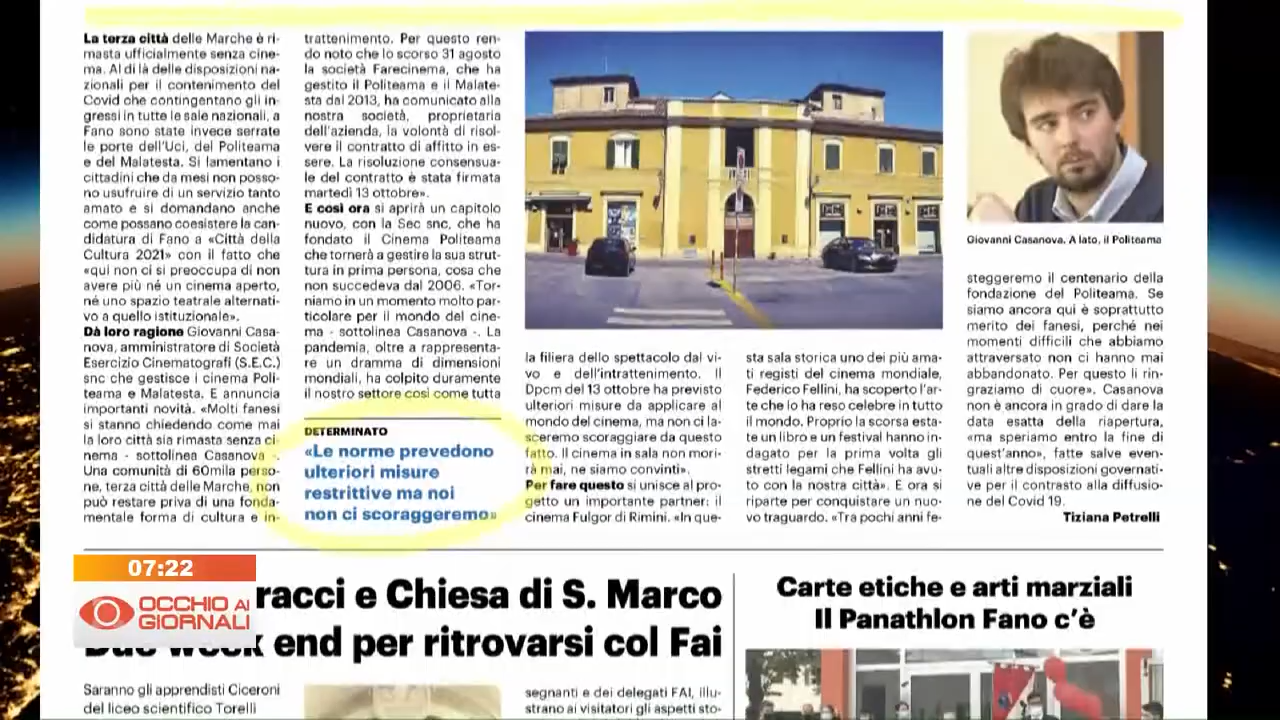 La terza città delle Marche è ri-
masta ufficialmente senza cine-
ma. Al di là delle disposizioni na-
zionali per il contenimento del
Covid che contingentano gli in-
gressi in tutte le sale nazionali, a
Fano sono state invece serrate
le porte dell'Uci, del Politeama
e del Malatesta. Si lamentano i
cittadini che da mesi non posso-
no usufruire di un servizio tanto
amato e si domandano anche
come possano coesistere la can-
didatura di Fano a «Città della
Cultura 2021» con il fatto che
«qui non ci si preoccupa di non
avere più né un cinema aperto,
né uno spazio teatrale alternati-
vo a quello istituzionale».
Dà loro ragione Giovanni Casa-
nova, amministratore di Società
Esercizio Cinematografi (S.E.C.)
snc che gestisce i cinema Poli-
teama e Malatesta. E annuncia
importanti novità. «Molti fanesi
si stanno chiedendo come mai
la loro città sia rimasta senza ci-
nema - sottolinea Casanova -.
Una comunità di 60mila perso-
ne, terza città delle Marche, non
può restare priva di una fonda-
mentale forma di cultura e in-
trattenimento. Per questo ren-
do noto che lo scorso 31 agosto
la società Farecinema, che ha
gestito il Politeama e il Malate-
sta dal 2013, ha comunicato alla
nostra società, proprietaria
dell'azienda, la volontà di risol-
vere il contratto di affitto in es-
sere. La risoluzione consensua-
le del contratto è stata firmata
martedì 13 ottobre».
E così ora si aprirà un capitolo
nuovo, con la Sec snc, che ha
fondato il Cinema Politeama
che tornerà a gestire la sua strut-
tura in prima persona, cosa che
non succedeva dal 2006. «Tor-
niamo in un momento molto par-
ticolare per il mondo del cine-
ma - sottolinea Casanova -. La
pandemia, oltre a rappresenta-
re un dramma di dimensioni
mondiali, ha colpito duramente
il nostro settore così come tutta
DETERMINATO
«Le norme prevedono
ulteriori misure
restrittive ma noi
non ci scoraggeremo»
la filiera dello spettacolo dal vi-
vo e dell'intrattenimento. Il
Dpcm del 13 ottobre ha previsto
ulteriori misure da applicare al
mondo del cinema, ma non ci la-
sceremo scoraggiare da questo
fatto. Il cinema in sala non mori-
rà mai, ne siamo convinti».
Per fare questo si unisce al pro-
getto un importante partner: il
cinema Fulgor di Rimini. «In que-
sta sala storica uno dei più ama-
ti registi del cinema mondiale,
Federico Fellini, ha scoperto l'ar-
te che lo ha reso celebre in tutto
il mondo. Proprio la scorsa esta-
te un libro e un festival hanno in-
dagato per la prima volta gli
stretti legami che Fellini ha avu-
to con la nostra città». E ora si
riparte per conquistare un nuo-
vo traguardo. «Tra pochi anni fe-
Giovanni Casanova. A lato, il Politeama
steggeremo il centenario della
fondazione del Politeama. Se
siamo ancora qui è soprattutto
merito dei fanesi, perché nei
momenti difficili che abbiamo
attraversato non ci hanno mai
abbandonato. Per questo li rin-
graziamo di cuore». Casanova
non è ancora in grado di dare la
data esatta della riapertura,
«ma speriamo entro la fine di
quest'anno», fatte salve even-
tuali altre disposizioni governati-
ve per il contrasto alla diffusio-
ne del Covid 19.
Tiziana Petrelli
07:22
OCCHIO AI
GIORNALI
racci e Chiesa di S. Marco
Due week end per ritrovarsi col Fai
Saranno gli apprendisti Ciceroni
del liceo scientifico Torelli
segnanti e dei delegati FAI, illu-
strano ai visitatori gli aspetti sto-
Carte etiche e arti marziali
Il Panathlon Fano c'è